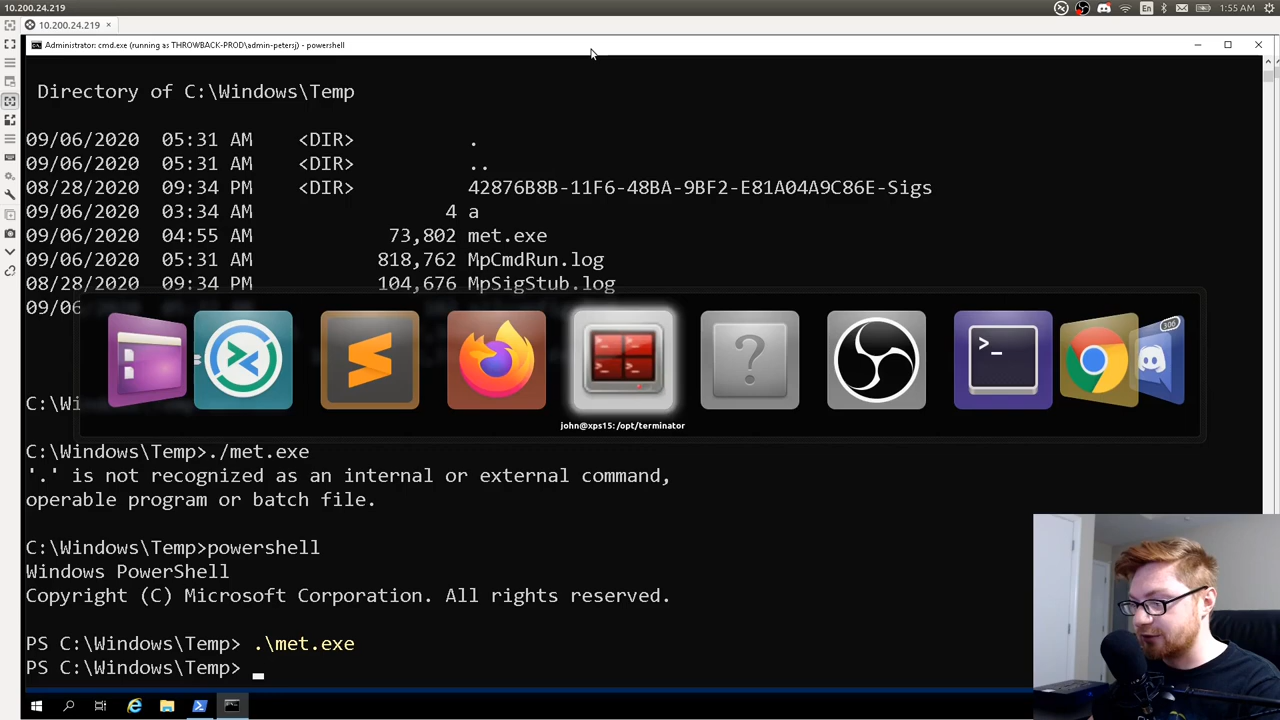 10.200.24.219
En
1:55 AM
10.200.24.219 ×
Administrator: cmd.exe (running as THROWBACK-PROD\admin-petersj) - powershell
Directory of C:\Windows\Temp
09/06/2020 05:31 AM <DIR> .
09/06/2020 05:31 AM <DIR> ..
08/28/2020 09:34 PM <DIR> 42876B8B-11F6-48BA-9BF2-E81A04A9C86E-Sigs
09/06/2020 03:34 AM 4 a
09/06/2020 04:55 AM 73,802 met.exe
09/06/2020 05:31 AM 818,762 MpCmdRun.log
08/28/2020 09:34 PM 104,676 MpSigStub.log
09/06
306
>_
?
john@xps15: /opt/terminator
C:\Wi
C:\Windows\Temp>./met.exe
'.' is not recognized as an internal or external command,
operable program or batch file.
C:\Windows\Temp>powershell
Windows PowerShell
Copyright (C) Microsoft Corporation. All rights reserved.
PS C:\Windows\Temp> .\met.exe
PS C:\Windows\Temp> _